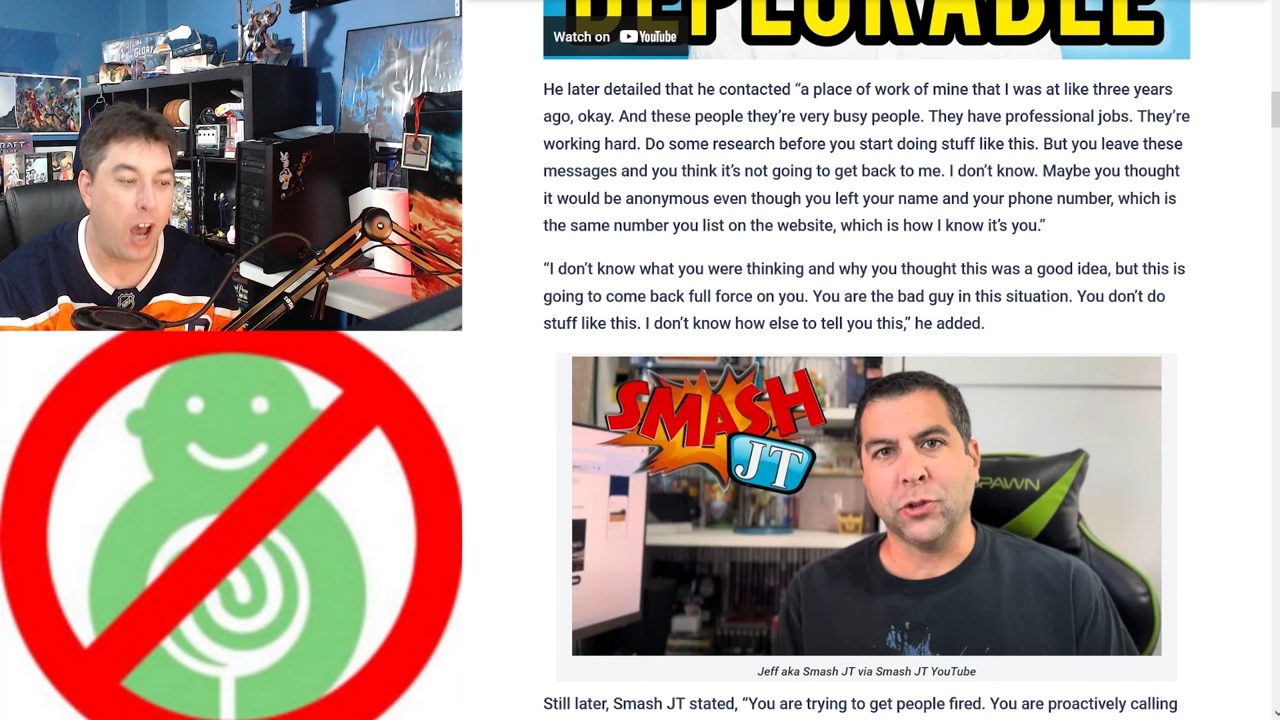 DEPLORABLE
Watch on YouTube
He later detailed that he contacted “a place of work of mine that I was at like three years
ago, okay. And these people they’re very busy people. They have professional jobs. They’re
working hard. Do some research before you start doing stuff like this. But you leave these
messages and you think it’s not going to get back to me. I don’t know. Maybe you thought
it would be anonymous even though you left your name and your phone number, which is
the same number you list on the website, which is how I know it’s you.”
“I don’t know what you were thinking and why you thought this was a good idea, but this is
going to come back full force on you. You are the bad guy in this situation. You don’t do
stuff like this. I don’t know how else to tell you this,” he added.
SMASH
JT
SPAWN
Jeff aka Smash JT via Smash JT YouTube
Still later, Smash JT stated, “You are trying to get people fired. You are proactively calling
GLORY